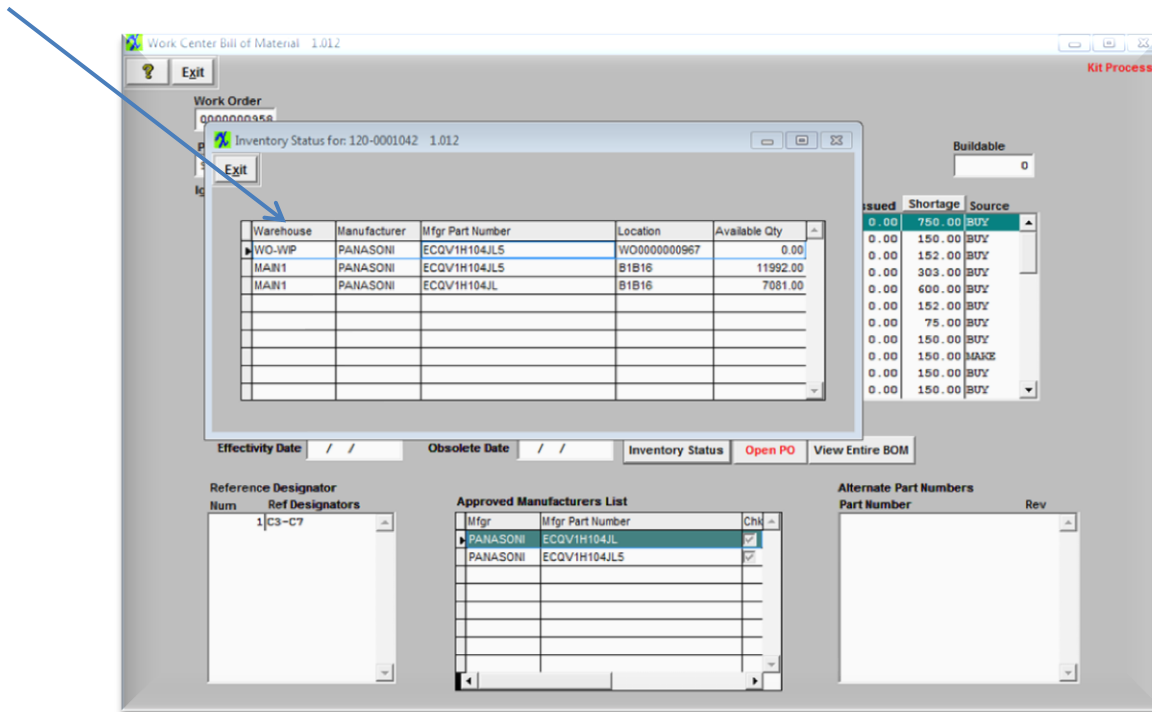 Work Center Bill of Material 1.012
Exit
Kit Process
Work Order
0000000958
Inventory Status for: 120-0001042 1.012
Exit
Buildable
0
Warehouse Manufacturer Mfgr Part Number Location Available Qty
WO-WIP PANASONI ECQV1H104JL5 WO0000000967 0.00
MAIN1 PANASONI ECQV1H104JL5 B1B16 11992.00
MAIN1 PANASONI ECQV1H104JL B1B16 7081.00
Shortage Source
0.00 750.00 BUY
0.00 150.00 BUY
0.00 152.00 BUY
0.00 303.00 BUY
0.00 600.00 BUY
0.00 152.00 BUY
0.00 75.00 BUY
0.00 150.00 BUY
0.00 150.00 MAKE
0.00 150.00 BUY
0.00 150.00 BUY
Effectivity Date / / Obsolete Date / / Inventory Status Open PO View Entire BOM
Reference Designator
Num Ref Designators
1 C3-C7
Approved Manufacturers List
Mfgr Mfgr Part Number Chk
PANASONI ECQV1H104JL
PANASONI ECQV1H104JL5
Alternate Part Numbers
Part Number Rev